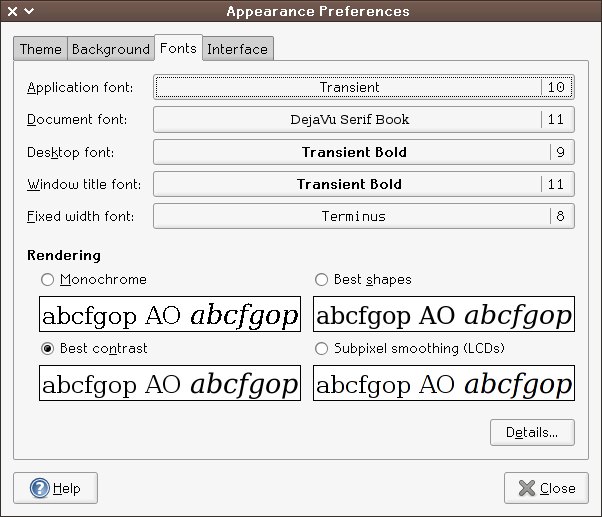 Appearance Preferences
Theme Background Fonts Interface
Application font: Transient 10
Document font: DejaVu Serif Book 11
Desktop font: Transient Bold 9
Window title font: Transient Bold 11
Fixed width font: Terminus 8
Rendering
Monochrome Best shapes
abcfgop AO abcfgop abcfgop AO abcfgop
Best contrast Subpixel smoothing (LCDs)
abcfgop AO abcfgop abcfgop AO abcfgop
Details...
Help Close